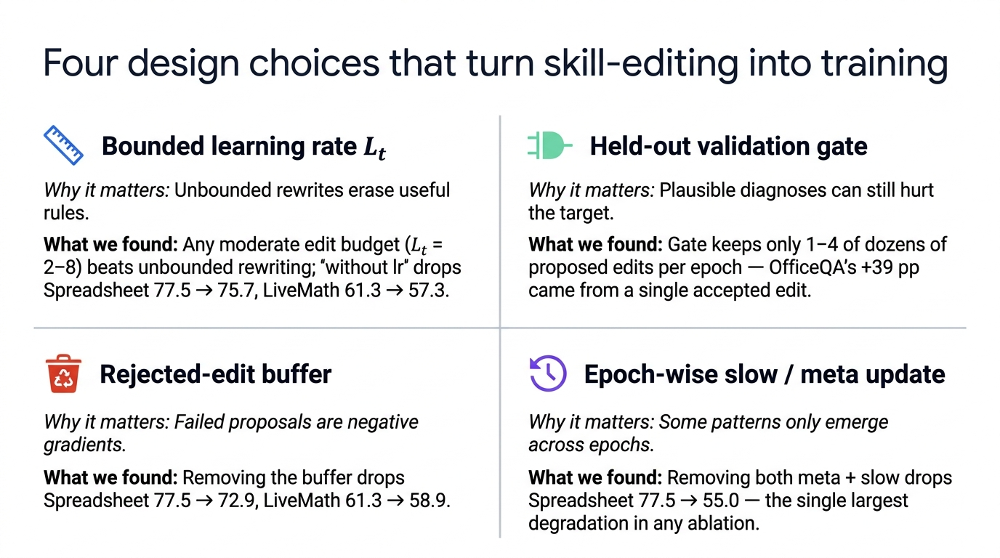 Four design choices that turn skill-editing into training
Bounded learning rate Lₜ
Why it matters: Unbounded rewrites erase useful
rules.
What we found: Any moderate edit budget (Lₜ =
2–8) beats unbounded rewriting; “without lr” drops
Spreadsheet 77.5 → 75.7, LiveMath 61.3 → 57.3.
Held-out validation gate
Why it matters: Plausible diagnoses can still hurt
the target.
What we found: Gate keeps only 1–4 of dozens of
proposed edits per epoch — OfficeQA’s +39 pp
came from a single accepted edit.
Rejected-edit buffer
Why it matters: Failed proposals are negative
gradients.
What we found: Removing the buffer drops
Spreadsheet 77.5 → 72.9, LiveMath 61.3 → 58.9.
Epoch-wise slow / meta update
Why it matters: Some patterns only emerge
across epochs.
What we found: Removing both meta + slow drops
Spreadsheet 77.5 → 55.0 — the single largest
degradation in any ablation.